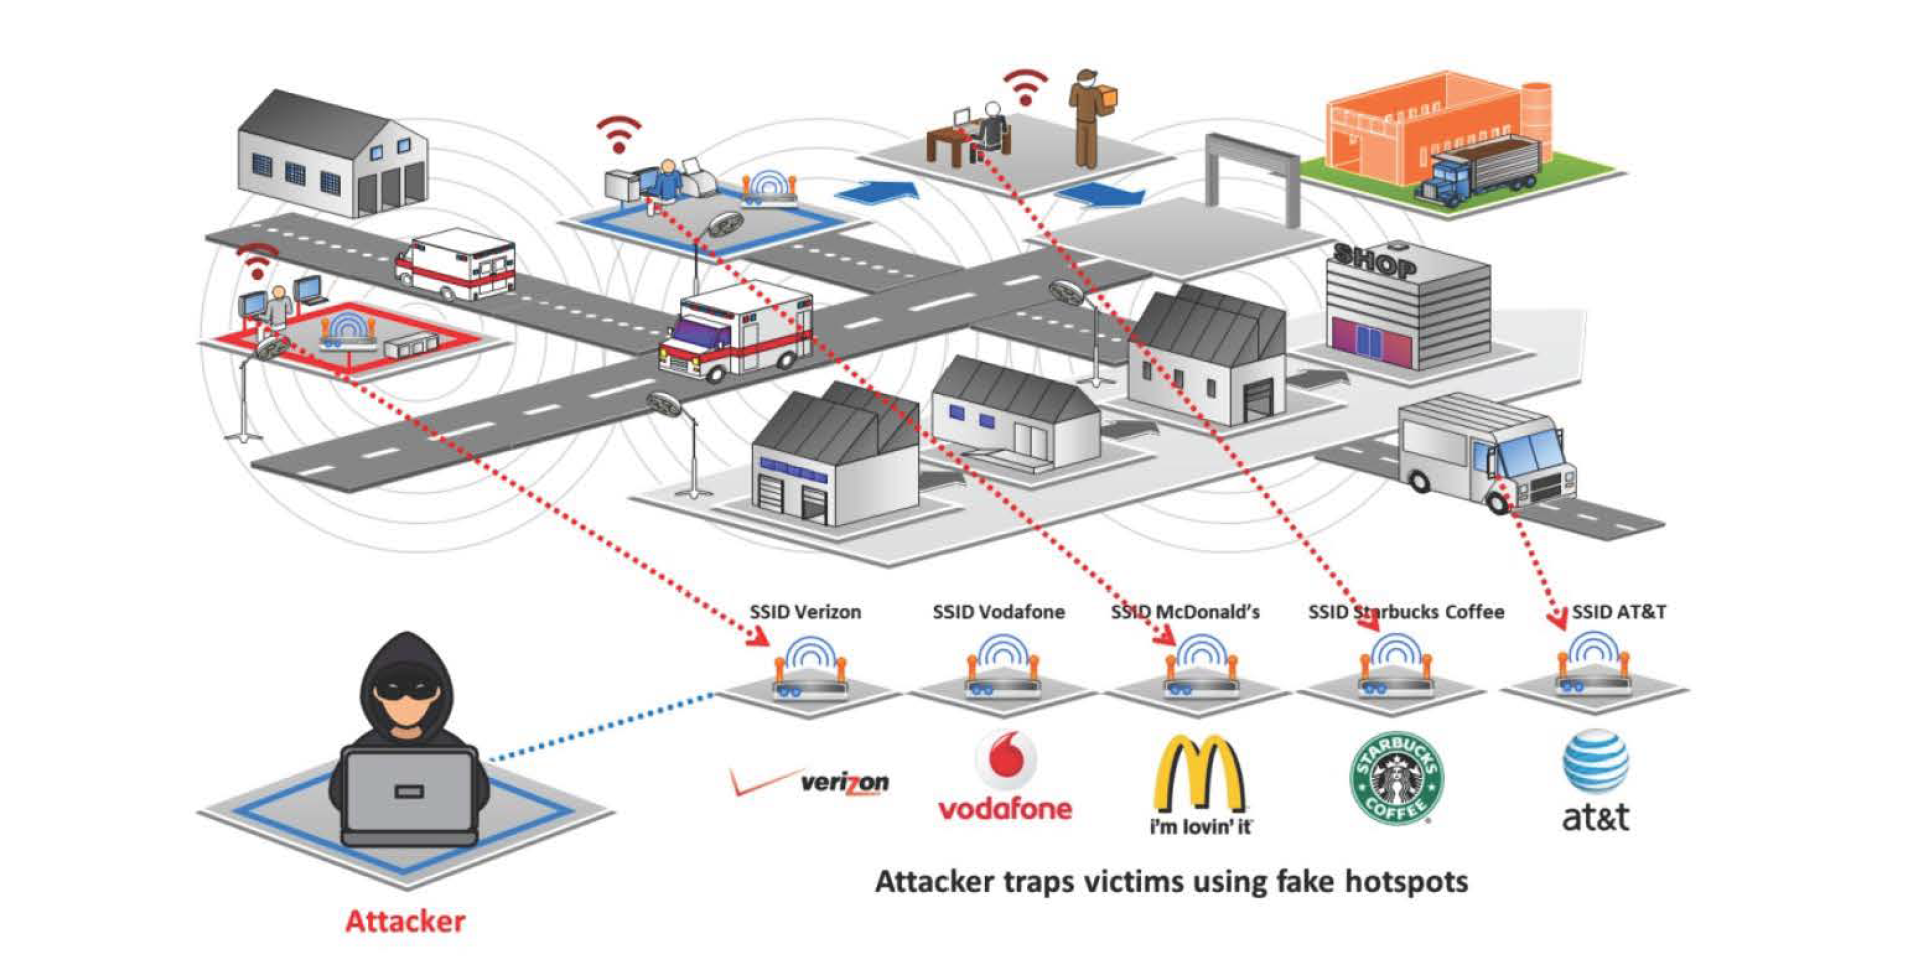 SHOP
SSID Verizon
SSID Vodafone
SSID McDonald's
SSID Starbucks Coffee
SSID AT&T
verizon
vodafone
i'm lovin' it
STARBUCKS
COFFEE
at&t
Attacker traps victims using fake hotspots
Attacker